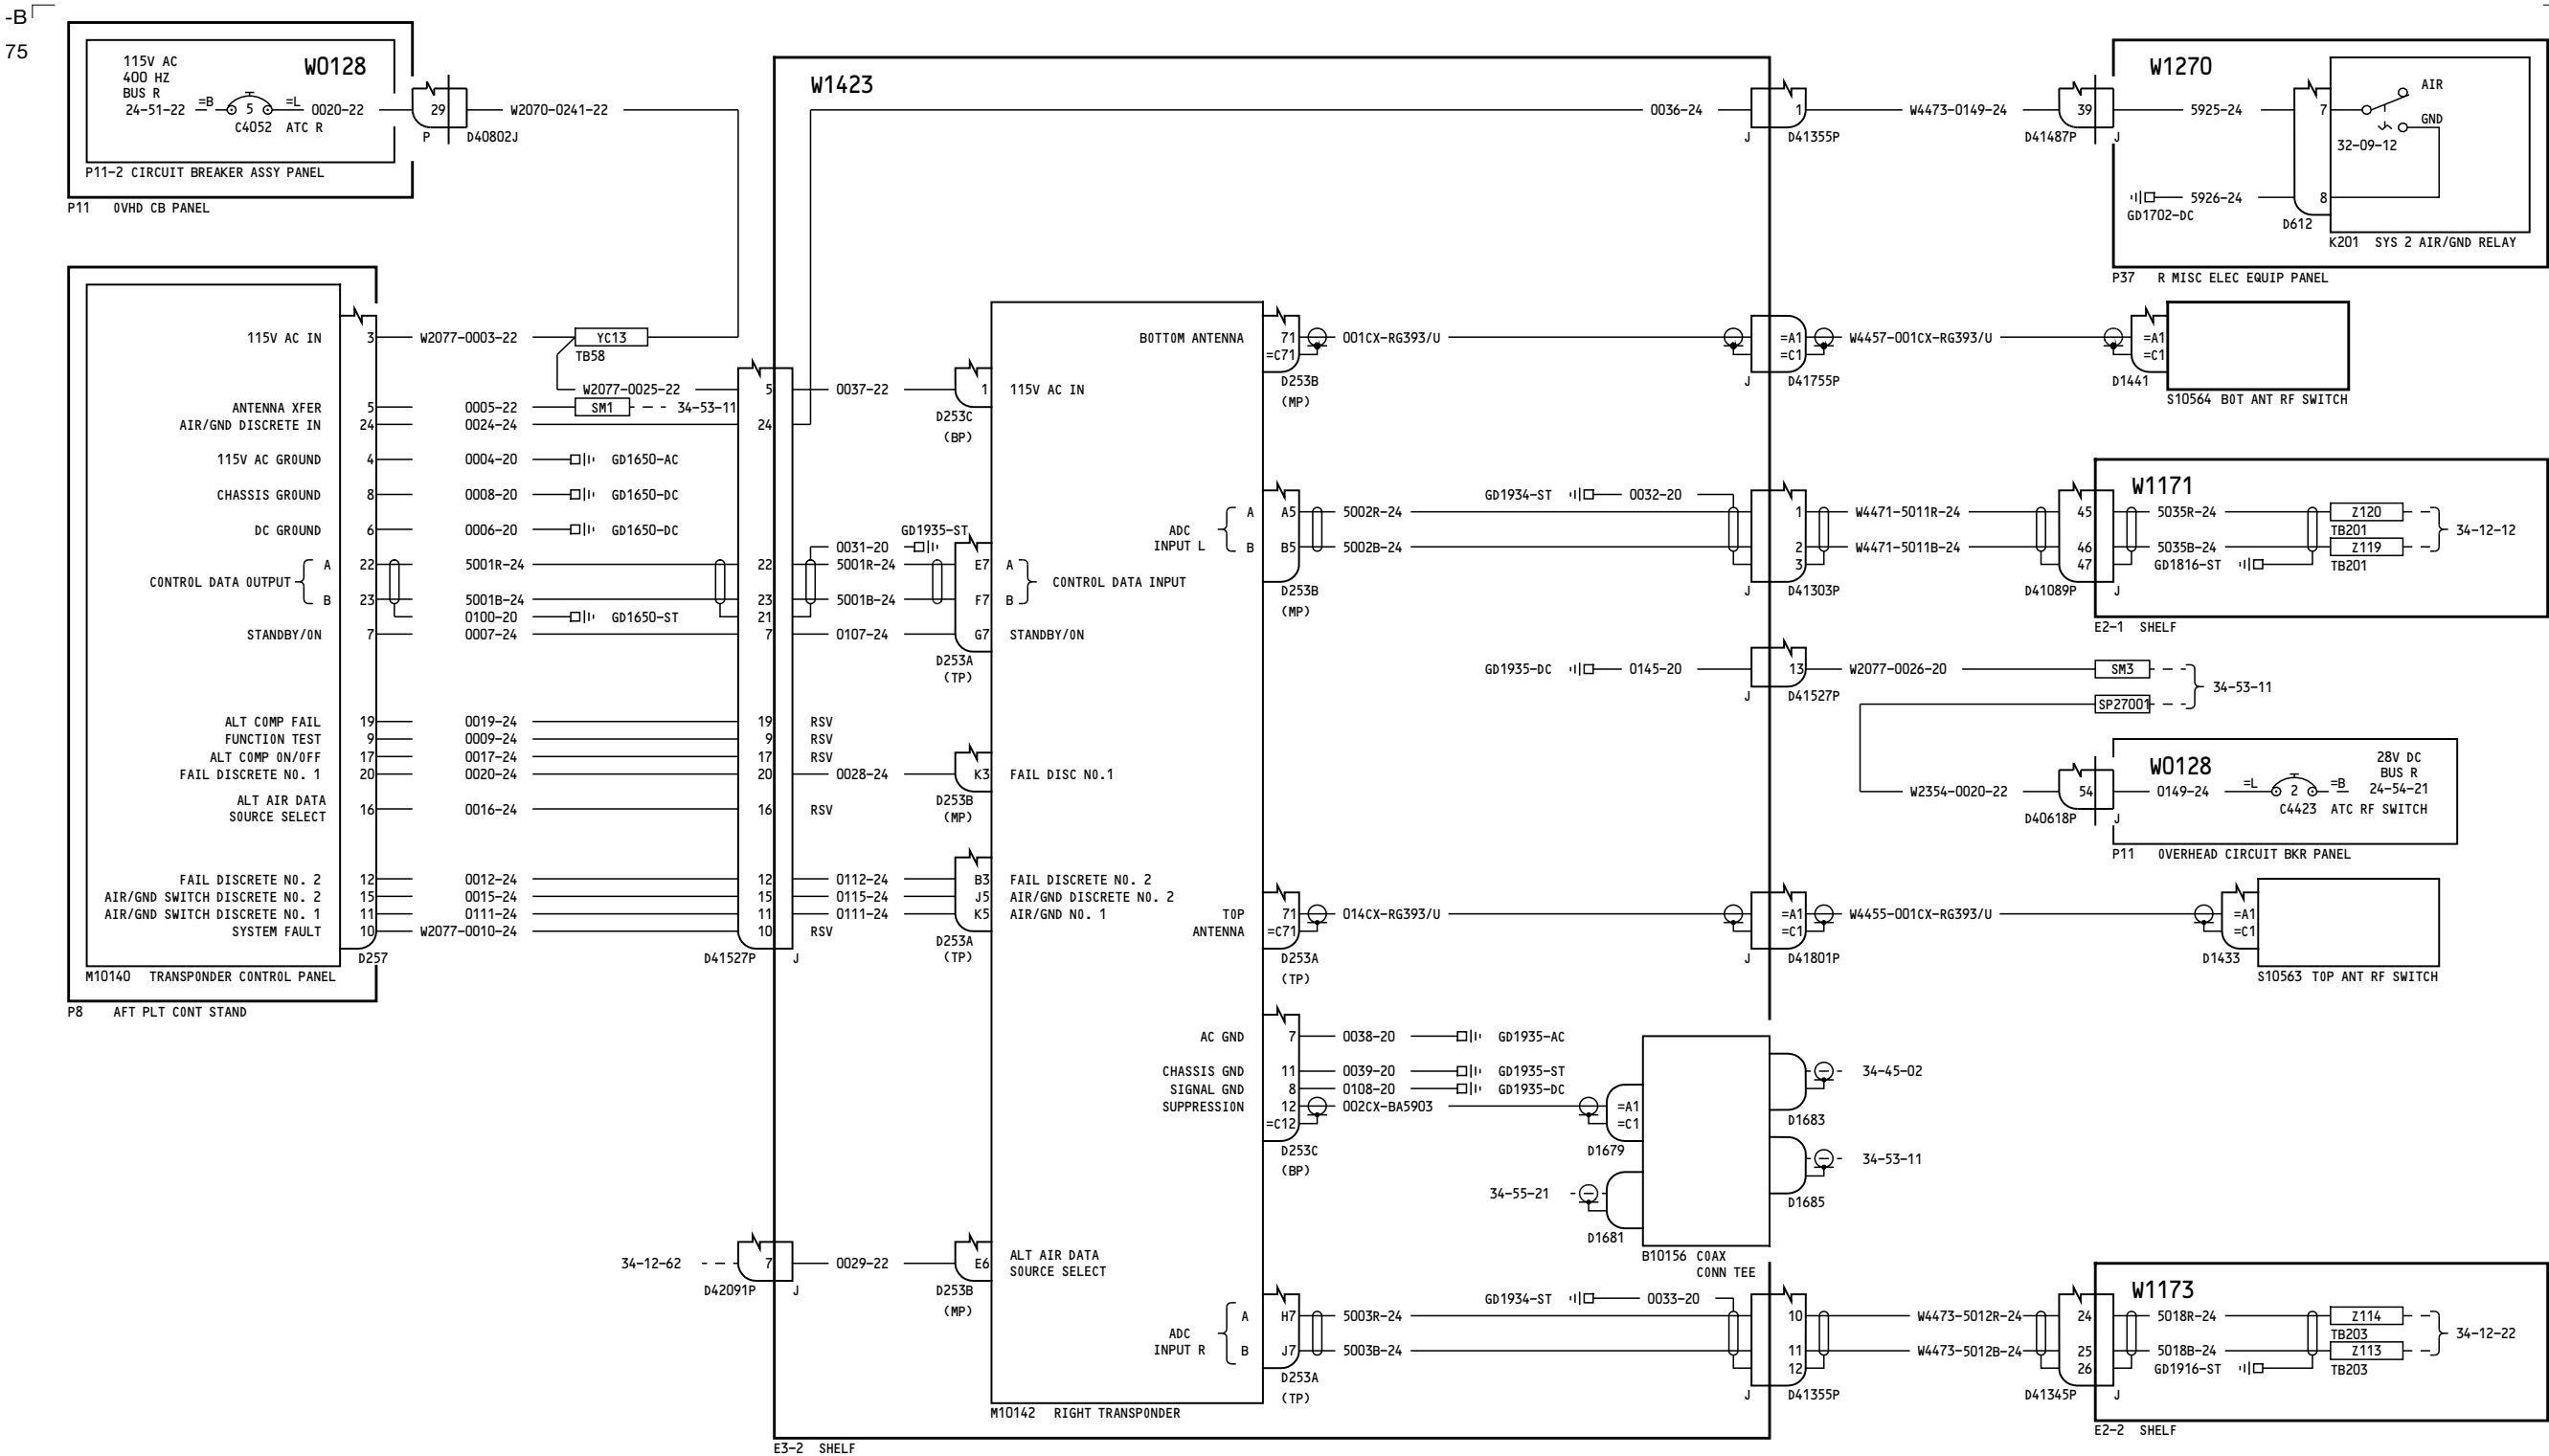 -B
75
115V AC
400 HZ
BUS R
24-51-22
W0128
=B
5
=L
0020-22
C4052 ATC R
P11-2 CIRCUIT BREAKER ASSY PANEL
P11 OVHD CB PANEL
29
P
D40802J
W2070-0241-22
W1423
0036-24
1
J
D41355P
W4473-0149-24
39
D41487P
J
W1270
5925-24
7
AIR
GND
32-09-12
GD1702-DC
5926-24
8
D612
K201 SYS 2 AIR/GND RELAY
P37 R MISC ELEC EQUIP PANEL
115V AC IN
3
W2077-0003-22
YC13
TB58
W2077-0025-22
5
0037-22
1
115V AC IN
D253C
(BP)
ANTENNA XFER
5
0005-22
SM1
34-53-11
AIR/GND DISCRETE IN
24
0024-24
24
115V AC GROUND
4
0004-20
GD1650-AC
CHASSIS GROUND
8
0008-20
GD1650-DC
DC GROUND
6
0006-20
GD1650-DC
CONTROL DATA OUTPUT
A
22
5001R-24
22
B
23
5001B-24
23
0100-20
GD1650-ST
21
STANDBY/ON
7
0007-24
7
0031-20
GD1935-ST
5001R-24
E7
A
5001B-24
F7
B
CONTROL DATA INPUT
0107-24
G7
STANDBY/ON
D253A
(TP)
ALT COMP FAIL
19
0019-24
19
RSV
FUNCTION TEST
9
0009-24
9
RSV
ALT COMP ON/OFF
17
0017-24
17
RSV
FAIL DISCRETE NO. 1
20
0020-24
20
0028-24
K3
FAIL DISC NO.1
D253B
(MP)
ALT AIR DATA
SOURCE SELECT
16
0016-24
16
RSV
FAIL DISCRETE NO. 2
12
0012-24
12
0112-24
B3
FAIL DISCRETE NO. 2
AIR/GND SWITCH DISCRETE NO. 2
15
0015-24
15
0115-24
J5
AIR/GND DISCRETE NO. 2
AIR/GND SWITCH DISCRETE NO. 1
11
0111-24
11
0111-24
K5
AIR/GND NO. 1
SYSTEM FAULT
10
W2077-0010-24
10
RSV
D253A
(TP)
D257
D41527P
J
M10140 TRANSPONDER CONTROL PANEL
P8 AFT PLT CONT STAND
34-12-62
7
D42091P
J
0029-22
E6
D253B
(MP)
ALT AIR DATA
SOURCE SELECT
BOTTOM ANTENNA
71
=C71
D253B
(MP)
001CX-RG393/U
=A1
=C1
J
D41755P
W4457-001CX-RG393/U
=A1
=C1
D1441
S10564 BOT ANT RF SWITCH
ADC
INPUT L
A
A5
5002R-24
B
B5
5002B-24
D253B
(MP)
GD1934-ST
0032-20
1
2
3
J
D41303P
W4471-5011R-24
W4471-5011B-24
45
46
47
D41089P
J
W1171
5035R-24
Z120
TB201
5035B-24
Z119
TB201
GD1816-ST
34-12-12
E2-1 SHELF
GD1935-DC
0145-20
13
J
D41527P
W2077-0026-20
SM3
SP27001
34-53-11
W2354-0020-22
54
D40618P
J
W0128
0149-24
=L
2
=B
28V DC
BUS R
24-54-21
C4423 ATC RF SWITCH
P11 OVERHEAD CIRCUIT BKR PANEL
TOP
ANTENNA
71
=C71
D253A
(TP)
014CX-RG393/U
=A1
=C1
J
D41801P
W4455-001CX-RG393/U
=A1
=C1
D1433
S10563 TOP ANT RF SWITCH
AC GND
7
0038-20
GD1935-AC
CHASSIS GND
11
0039-20
GD1935-ST
SIGNAL GND
8
0108-20
GD1935-DC
SUPPRESSION
12
002CX-BA5903
=C12
D253C
(BP)
=A1
=C1
D1679
34-55-21
D1681
34-45-02
D1683
34-53-11
D1685
B10156 COAX
CONN TEE
ADC
INPUT R
A
H7
5003R-24
B
J7
5003B-24
D253A
(TP)
GD1934-ST
0033-20
10
11
12
J
D41355P
W4473-5012R-24
W4473-5012B-24
24
25
26
D41345P
J
W1173
5018R-24
Z114
TB203
5018B-24
Z113
TB203
GD1916-ST
34-12-22
E2-2 SHELF
M10142 RIGHT TRANSPONDER
E3-2 SHELF